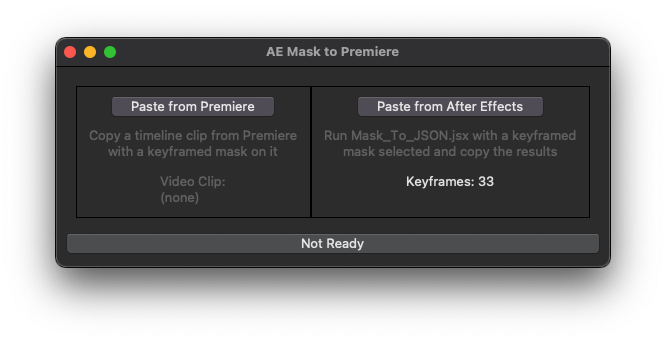 AE Mask to Premiere
Paste from Premiere
Copy a timeline clip from Premiere
with a keyframed mask on it
Video Clip:
(none)
Paste from After Effects
Run Mask_To_JSON.jsx with a keyframed
mask selected and copy the results
Keyframes: 33
Not Ready